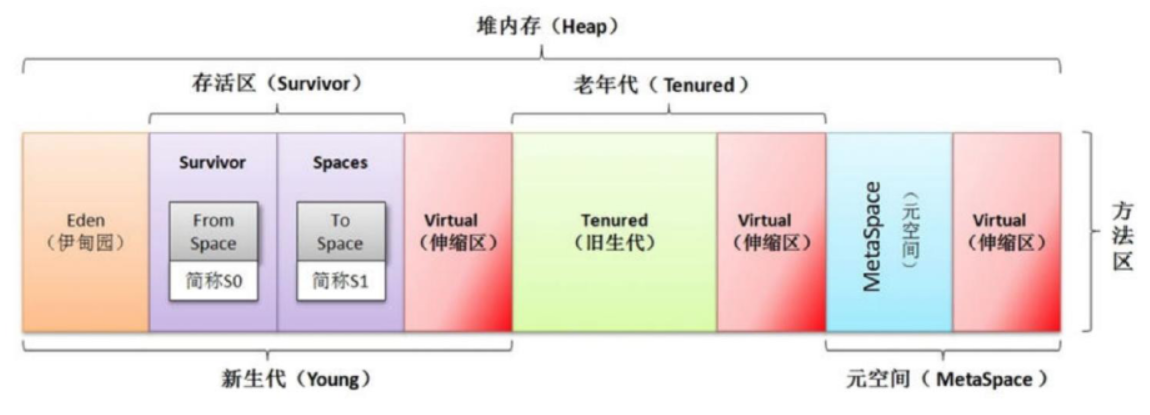 堆内存（Heap）
存活区（Survivor）
老年代（ Tenured ）
Survivor
Spaces
Eden
（伊甸园）
From
Space
简称S0
To
Space
简称S1
Virtual
（伸缩区）
Tenured
（旧生代）
Virtual
（伸缩区）
MetaSpace
（元空间）
Virtual
（伸缩区）
方法区
新生代（Young）
元空间（ MetaSpace ）